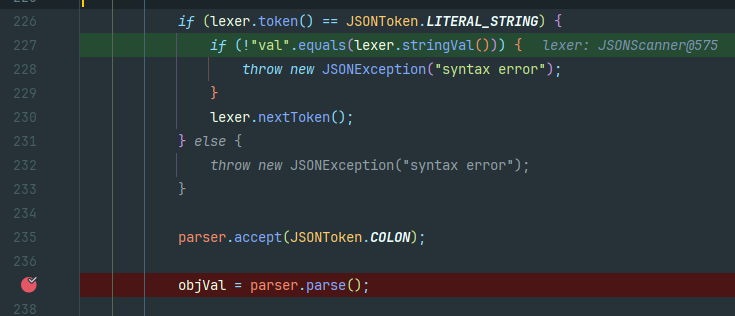 226 if (lexer.token() == JSONToken.LITERAL_STRING) {
227 if (!"val".equals(lexer.stringVal())) { lexer: JSONScanner@575
228 throw new JSONException("syntax error");
229 }
230 lexer.nextToken();
231 } else {
232 throw new JSONException("syntax error");
233 }
234
235 parser.accept(JSONToken.COLON);
236
objVal = parser.parse();
238